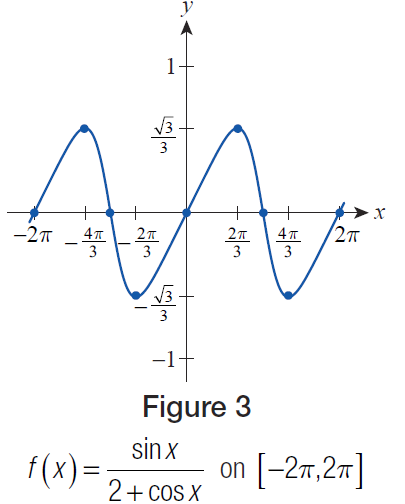 y
1
√3/3
−2π −4π/3 −2π/3 2π/3 4π/3 2π x
−√3/3
−1
Figure 3
f(x) = sin x / 2 + cos x on [−2π,2π]